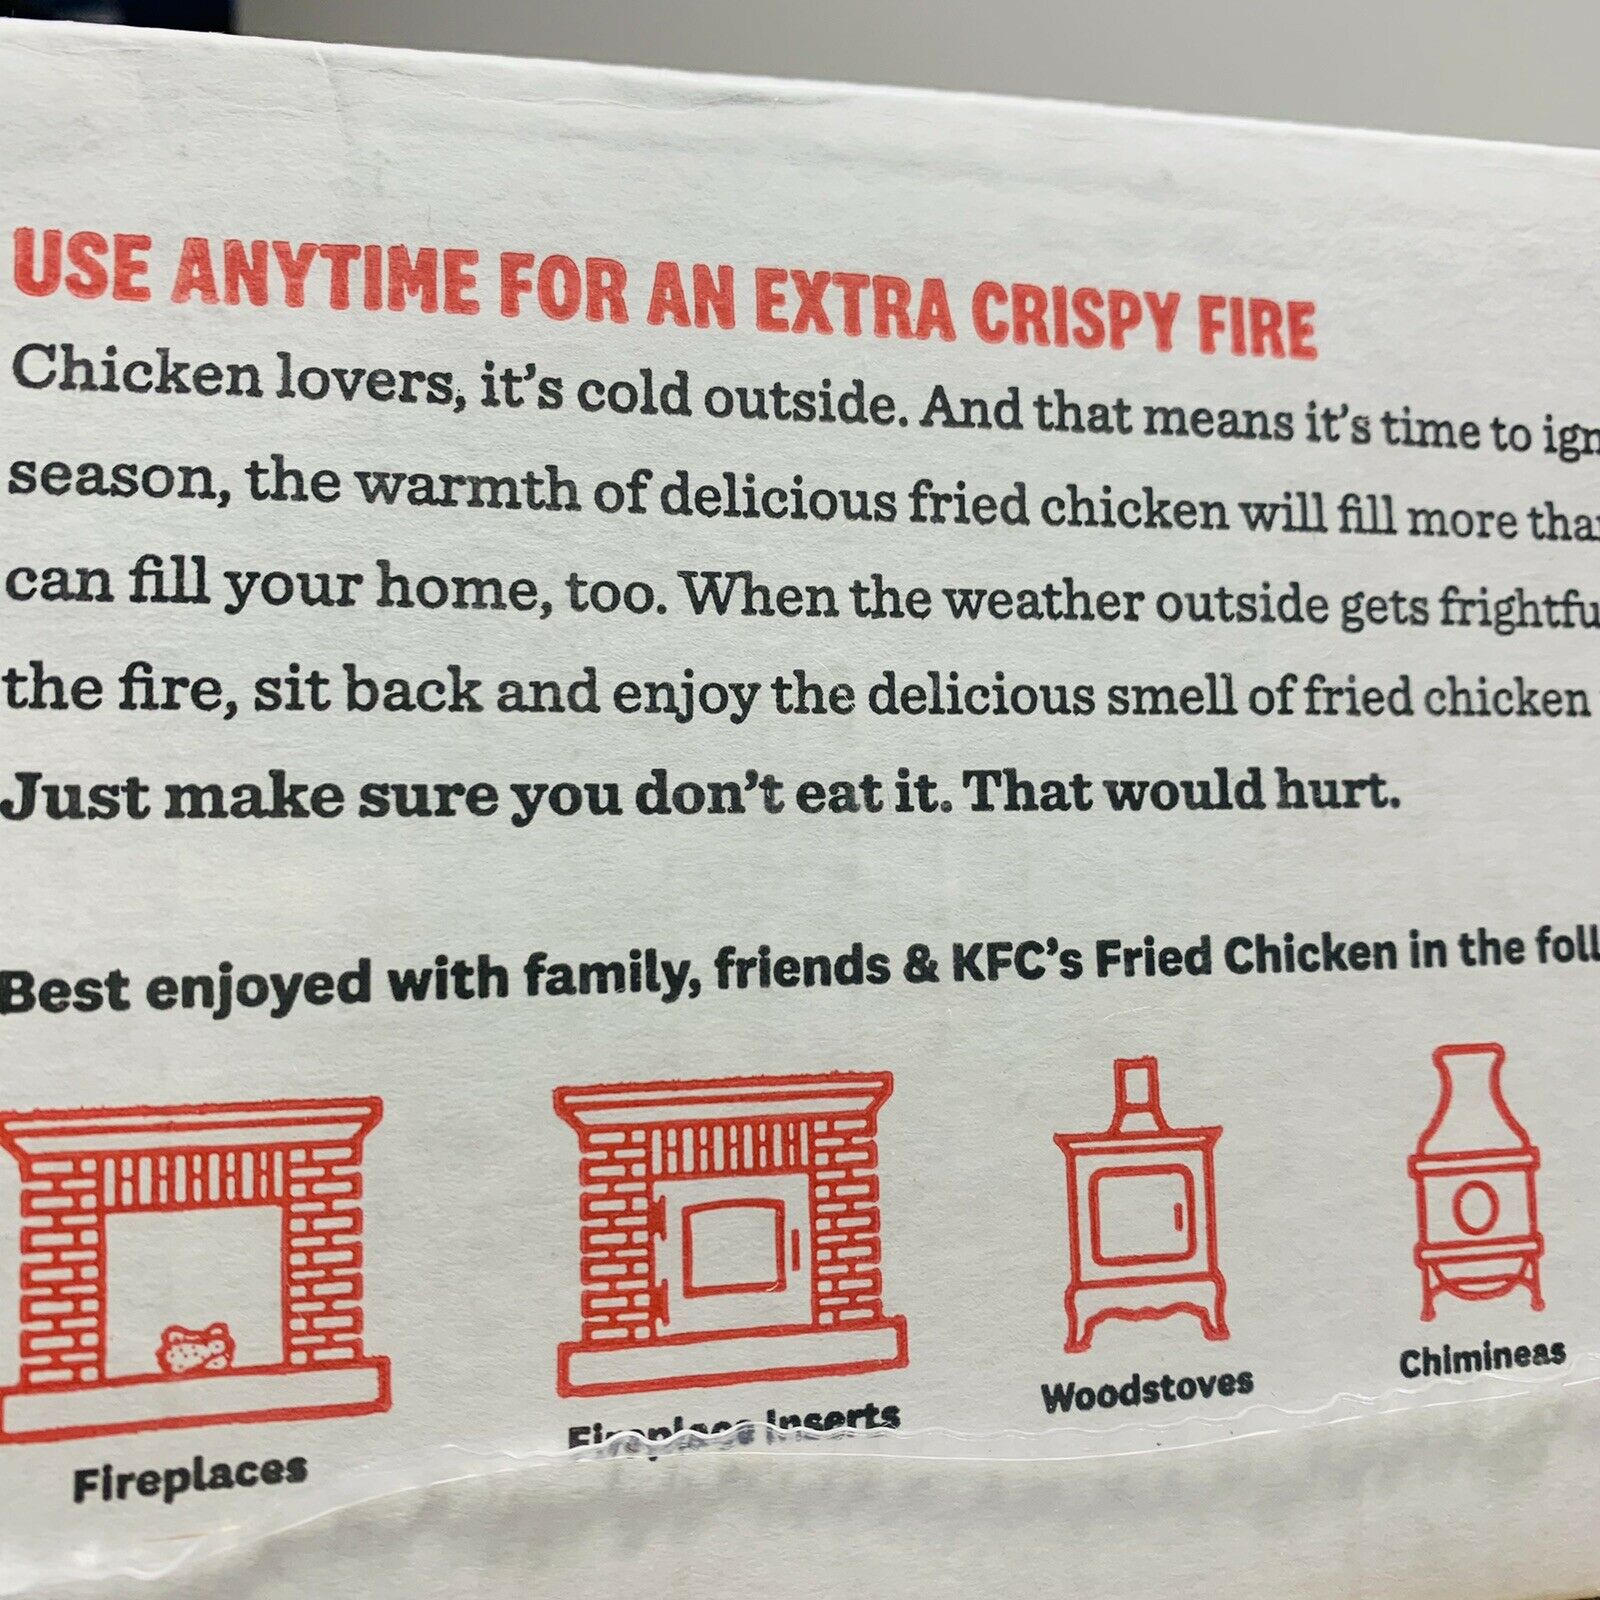 USE ANYTIME FOR AN EXTRA CRISPY FIRE
Chicken lovers, it's cold outside. And that means it's time to
season, the warmth of delicious fried chicken will fill more
can fill your home, too. When the weather outside gets
the fire, sit back and enjoy the delicious smell of fried chicken
Just make sure you don't eat it. That would hurt.
Best enjoyed with family, friends & KFC's Fried Chicken in the
Fireplaces
Fireplace Inserts
Woodstoves
Chimineas